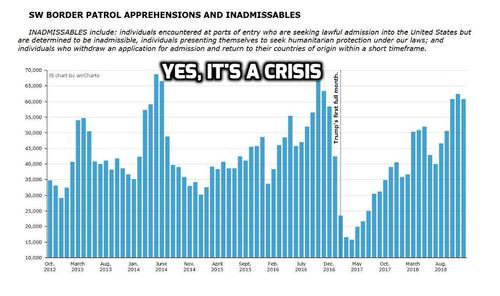 SW BORDER PATROL APPREHENSIONS AND INADMISSABLES
INADMISSABLES include: individuals encountered at ports of entry who are seeking lawful admission into the United States but
are determined to be inadmissible, individuals presenting themselves to seek humanitarian protection under our laws; and
individuals who withdraw an application for admission and return to their countries of origin within a short timeframe.
YES, IT'S A CRISIS
JS chart by amCharts
Trump's first full month.
70,000
65,000
60,000
55,000
50,000
45,000
40,000
35,000
30,000
25,000
20,000
15,000
10,000
Oct. 2012
March 2013
Aug. 2013
Jan. 2014
June 2014
Nov. 2014
April 2015
Sept. 2015
Feb. 2016
July 2016
Dec. 2016
May 2017
Oct. 2017
March 2018
Aug. 2018